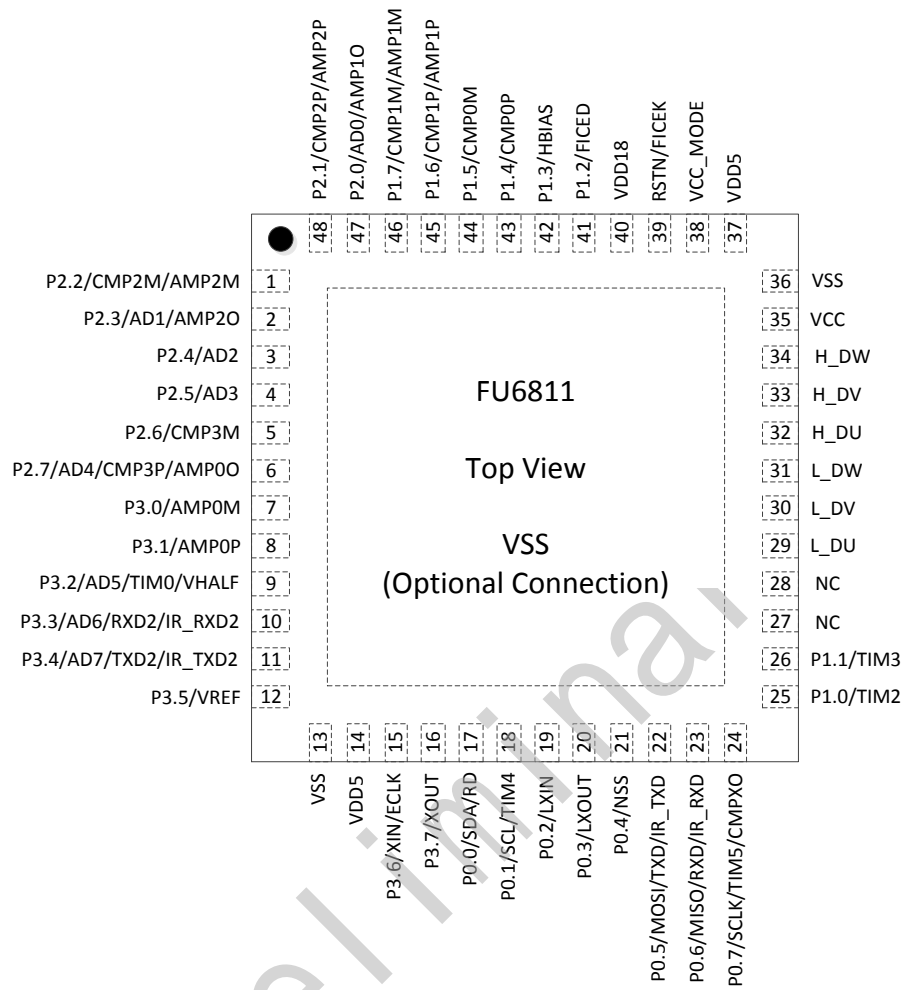 P2.1/CMP2P/AMP2P
P2.0/AD0/AMP1O
P1.7/CMP1M/AMP1M
P1.6/CMP1P/AMP1P
P1.5/CMP0M
P1.4/CMP0P
P1.3/HBIAS
P1.2/FICED
VDD18
RSTN/FICEK
VCC_MODE
VDD5
48 47 46 45 44 43 42 41 40 39 38 37
P2.2/CMP2M/AMP2M 1
P2.3/AD1/AMP2O 2
P2.4/AD2 3
P2.5/AD3 4
P2.6/CMP3M 5
P2.7/AD4/CMP3P/AMP0O 6
P3.0/AMP0M 7
P3.1/AMP0P 8
P3.2/AD5/TIM0/VHALF 9
P3.3/AD6/RXD2/IR_RXD2 10
P3.4/AD7/TXD2/IR_TXD2 11
P3.5/VREF 12
FU6811
Top View
VSS
(Optional Connection)
36 VSS
35 VCC
34 H_DW
33 H_DV
32 H_DU
31 L_DW
30 L_DV
29 L_DU
28 NC
27 NC
26 P1.1/TIM3
25 P1.0/TIM2
13 14 15 16 17 18 19 20 21 22 23 24
VSS
VDD5
P3.6/XIN/ECLK
P3.7/XOUT
P0.0/SDA/RD
P0.1/SCL/TIM4
P0.2/LXIN
P0.3/LXOUT
P0.4/NSS
P0.5/MOSI/TXD/IR_TXD
P0.6/MISO/RXD/IR_RXD
P0.7/SCLK/TIM5/CMPXO
eliminar